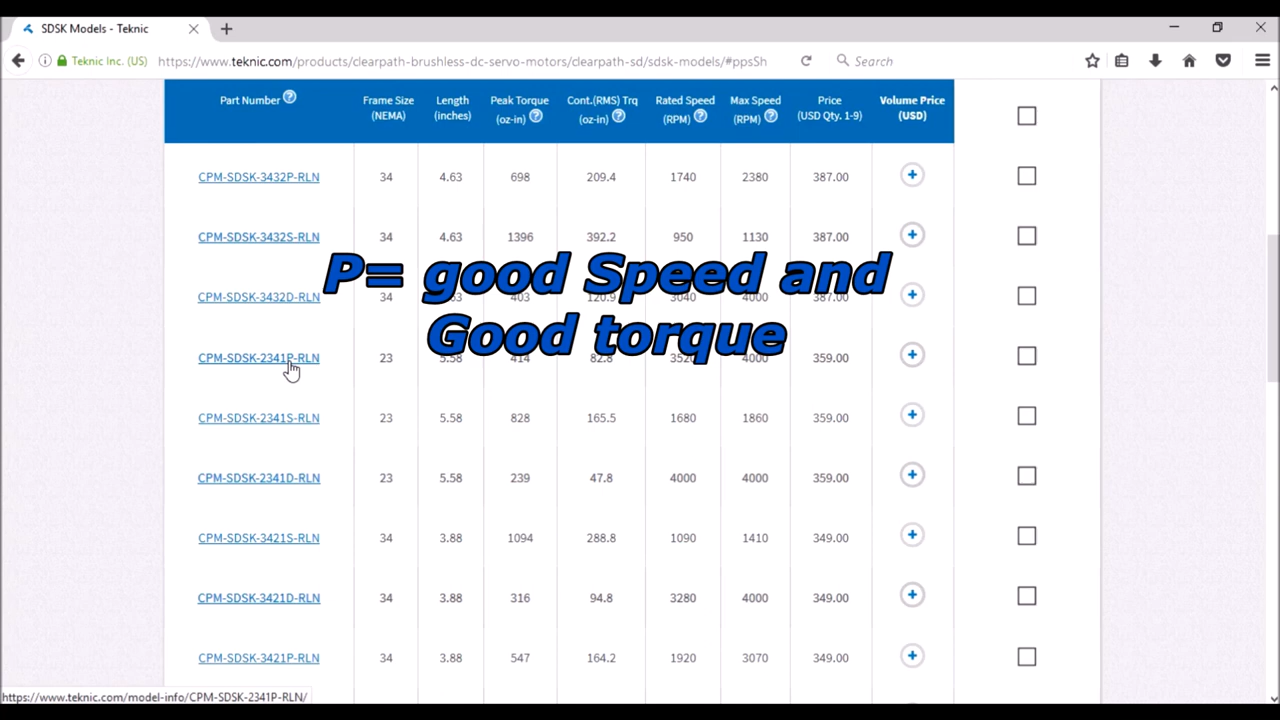 SDSK Models - Teknic
Teknic Inc. (US) https://www.teknic.com/products/clearpath-brushless-dc-servo-motors/clearpath-sd/sdsk-models/#ppsSh Search
Part Number ? Frame Size (NEMA) Length (inches) Peak Torque (oz-in) ? Cont.(RMS) Trq (oz-in) ? Rated Speed (RPM) ? Max Speed (RPM) ? Price (USD Qty. 1-9) Volume Price (USD)
CPM-SDSK-3432P-RLN 34 4.63 698 209.4 1740 2380 387.00 +
CPM-SDSK-3432S-RLN 34 4.63 1396 392.2 950 1130 387.00 +
P= good Speed and
CPM-SDSK-3432D-RLN 34 403 120.9 3040 4000 387.00 +
Good torque
CPM-SDSK-2341P-RLN 23 5.58 414 82.8 3520 4000 359.00 +
CPM-SDSK-2341S-RLN 23 5.58 828 165.5 1680 1860 359.00 +
CPM-SDSK-2341D-RLN 23 5.58 239 47.8 4000 4000 359.00 +
CPM-SDSK-3421S-RLN 34 3.88 1094 288.8 1090 1410 349.00 +
CPM-SDSK-3421D-RLN 34 3.88 316 94.8 3280 4000 349.00 +
CPM-SDSK-3421P-RLN 34 3.88 547 164.2 1920 3070 349.00 +
https://www.teknic.com/model-info/CPM-SDSK-2341P-RLN/